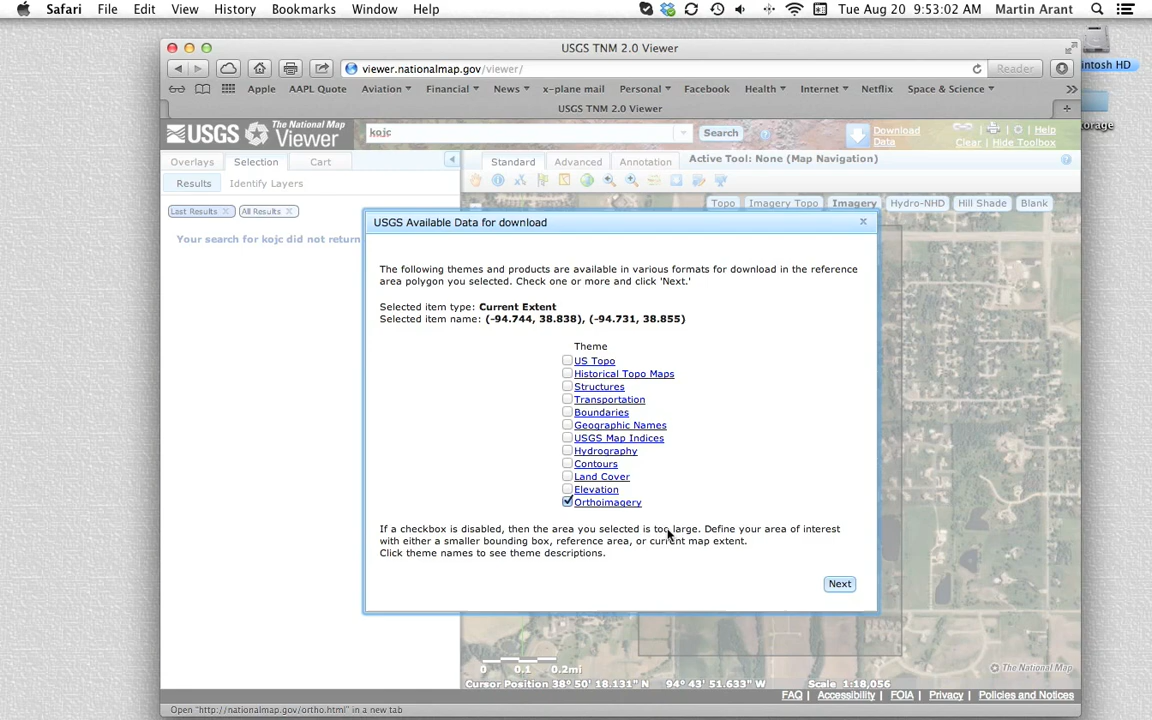 Safari File Edit View History Bookmarks Window Help Tue Aug 20 9:53:02 AM Martin Arant
USGS TNM 2.0 Viewer
intosh HD
viewer.nationalmap.gov/viewer/ Reader
Apple AAPL Quote Aviation Financial News x-plane mail Personal Facebook Health Internet Netflix Space & Science
USGS TNM 2.0 Viewer
orage
USGS The National Map Viewer kojc Search Download Data Help Clear Hide Toolbox
Overlays Selection Cart Standard Advanced Annotation Active Tool: None (Map Navigation)
Results Identify Layers
Topo Imagery Topo Imagery Hydro-NHD Hill Shade Blank
Last Results X All Results X
Your search for kojc did not return
USGS Available Data for download
The following themes and products are available in various formats for download in the reference
area polygon you selected. Check one or more and click 'Next.'
Selected item type: Current Extent
Selected item name: (-94.744, 38.838), (-94.731, 38.855)
Theme
US Topo
Historical Topo Maps
Structures
Transportation
Boundaries
Geographic Names
USGS Map Indices
Hydrography
Contours
Land Cover
Elevation
Orthoimagery
If a checkbox is disabled, then the area you selected is too large. Define your area of interest
with either a smaller bounding box, reference area, or current map extent.
Click theme names to see theme descriptions.
Next
0 0.1 0.2mi The National Map
Cursor Position 38° 50' 18.131" N 94° 43' 51.633" W Scale 1:18,056
FAQ Accessibility FOIA Privacy Policies and Notices
Open "http://nationalmap.gov/ortho.html" in a new tab